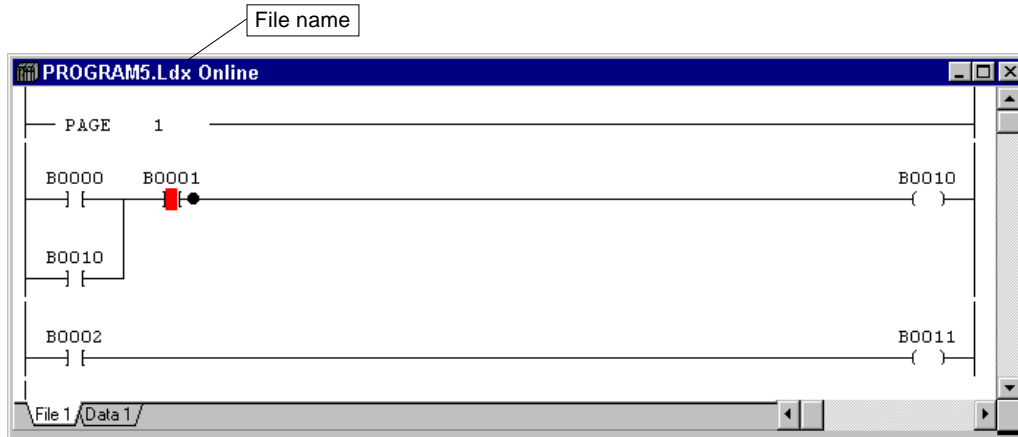 File name
PROGRAM5.Ldx Online
PAGE 1
B0000 B0001 B0010
B0010
B0002 B0011
File 1 Data 1